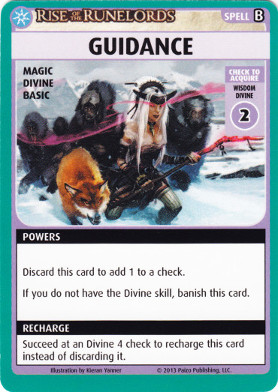 RISE OF THE RUNELORDS
SPELL B
GUIDANCE
MAGIC
DIVINE
BASIC
CHECK TO
ACQUIRE
WISDOM
DIVINE
2
POWERS
Discard this card to add 1 to a check.
If you do not have the Divine skill, banish this card.
RECHARGE
Succeed at an Divine 4 check to recharge this card
instead of discarding it.
Illustration by Kieran Yanner © 2013 Paizo Publishing, LLC.